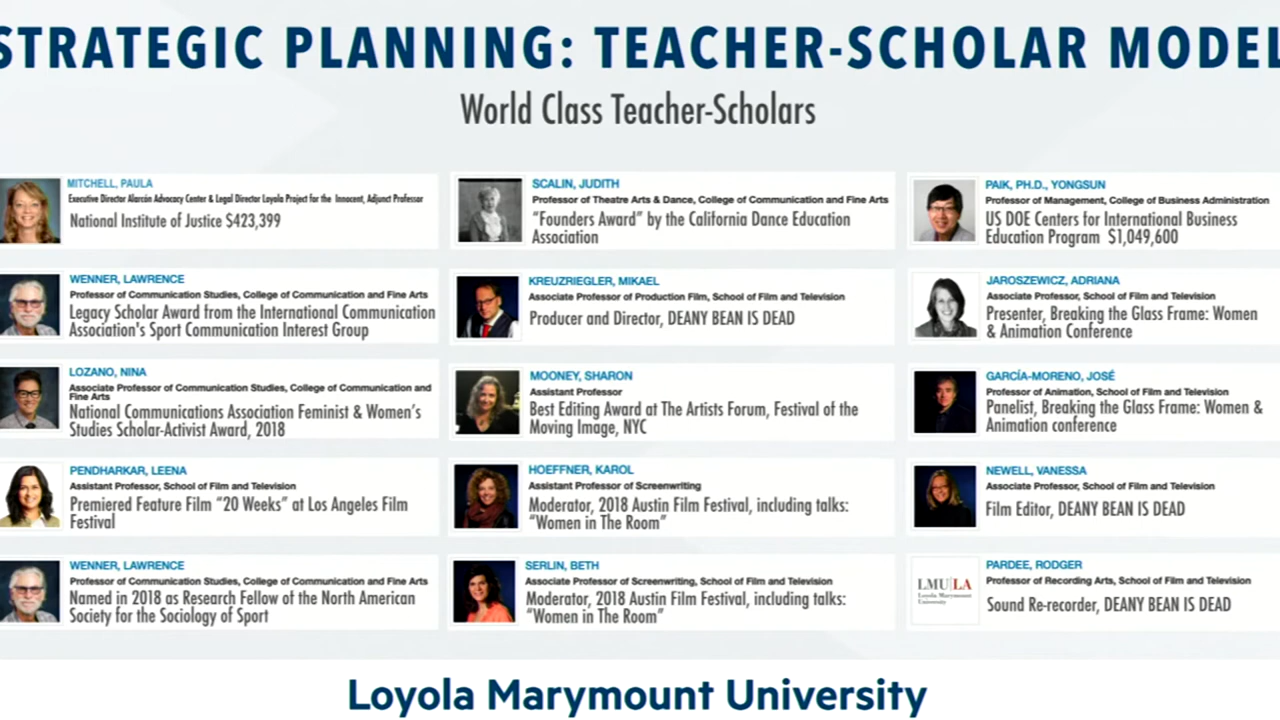 STRATEGIC PLANNING: TEACHER-SCHOLAR MODEL
World Class Teacher-Scholars
MITCHELL, PAULA
Executive Director Alarcón Advocacy Center & Legal Director Loyola Project for the Innocent, Adjunct Professor
National Institute of Justice $423,399
WENNER, LAWRENCE
Professor of Communication Studies, College of Communication and Fine Arts
Legacy Scholar Award from the International Communication
Association's Sport Communication Interest Group
LOZANO, NINA
Associate Professor of Communication Studies, College of Communication and
Fine Arts
National Communications Association Feminist & Women's
Studies Scholar-Activist Award, 2018
PENDHARKAR, LEENA
Assistant Professor, School of Film and Television
Premiered Feature Film “20 Weeks” at Los Angeles Film
Festival
WENNER, LAWRENCE
Professor of Communication Studies, College of Communication and Fine Arts
Named in 2018 as Research Fellow of the North American
Society for the Sociology of Sport
SCALIN, JUDITH
Professor of Theatre Arts & Dance, College of Communication and Fine Arts
“Founders Award” by the California Dance Education
Association
KREUZRIEGLER, MIKAEL
Associate Professor of Production Film, School of Film and Television
Producer and Director, DEANY BEAN IS DEAD
MOONEY, SHARON
Assistant Professor
Best Editing Award at The Artists Forum, Festival of the
Moving Image, NYC
HOEFFNER, KAROL
Assistant Professor of Screenwriting
Moderator, 2018 Austin Film Festival, including talks:
“Women in The Room”
SERLIN, BETH
Associate Professor of Screenwriting, School of Film and Television
Moderator, 2018 Austin Film Festival, including talks:
“Women in The Room”
PAIK, PH.D., YONGSUN
Professor of Management, College of Business Administration
US DOE Centers for International Business
Education Program $1,049,600
JAROSZEWICZ, ADRIANA
Associate Professor, School of Film and Television
Presenter, Breaking the Glass Frame: Women
& Animation Conference
GARCÍA-MORENO, JOSÉ
Professor of Animation, School of Film and Television
Panelist, Breaking the Glass Frame: Women &
Animation conference
NEWELL, VANESSA
Associate Professor, School of Film and Television
Film Editor, DEANY BEAN IS DEAD
LMU|LA
Loyola Marymount
University
PARDEE, RODGER
Professor of Recording Arts, School of Film and Television
Sound Re-recorder, DEANY BEAN IS DEAD
Loyola Marymount University